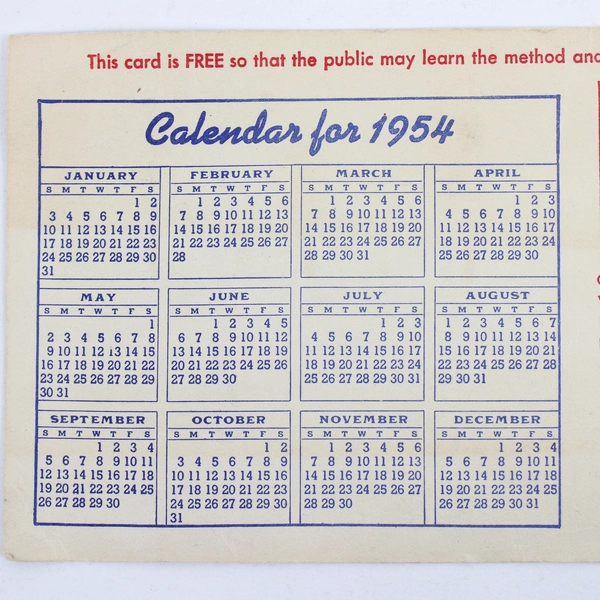 This card is FREE so that the public may learn the method and
Calendar for 1954
JANUARY
S M T W T F S
1 2
3 4 5 6 7 8 9
10 11 12 13 14 15 16
17 18 19 20 21 22 23
24 25 26 27 28 29 30
31
FEBRUARY
S M T W T F S
1 2 3 4 5 6
7 8 9 10 11 12 13
14 15 16 17 18 19 20
21 22 23 24 25 26 27
28
MARCH
S M T W T F S
1 2 3 4 5 6
7 8 9 10 11 12 13
14 15 16 17 18 19 20
21 22 23 24 25 26 27
28 29 30 31
APRIL
S M T W T F S
1 2 3
4 5 6 7 8 9 10
11 12 13 14 15 16 17
18 19 20 21 22 23 24
25 26 27 28 29 30
MAY
S M T W T F S
1
2 3 4 5 6 7 8
9 10 11 12 13 14 15
16 17 18 19 20 21 22
23 24 25 26 27 28 29
30 31
JUNE
S M T W T F S
1 2 3 4 5
6 7 8 9 10 11 12
13 14 15 16 17 18 19
20 21 22 23 24 25 26
27 28 29 30
JULY
S M T W T F S
1 2 3
4 5 6 7 8 9 10
11 12 13 14 15 16 17
18 19 20 21 22 23 24
25 26 27 28 29 30 31
AUGUST
S M T W T F S
1 2 3 4 5 6 7
8 9 10 11 12 13 14
15 16 17 18 19 20 21
22 23 24 25 26 27 28
29 30 31
SEPTEMBER
S M T W T F S
1 2 3 4
5 6 7 8 9 10 11
12 13 14 15 16 17 18
19 20 21 22 23 24 25
26 27 28 29 30
OCTOBER
S M T W T F S
1 2
3 4 5 6 7 8 9
10 11 12 13 14 15 16
17 18 19 20 21 22 23
24 25 26 27 28 29 30
31
NOVEMBER
S M T W T F S
1 2 3 4 5 6
7 8 9 10 11 12 13
14 15 16 17 18 19 20
21 22 23 24 25 26 27
28 29 30
DECEMBER
S M T W T F S
1 2 3 4
5 6 7 8 9 10 11
12 13 14 15 16 17 18
19 20 21 22 23 24 25
26 27 28 29 30 31